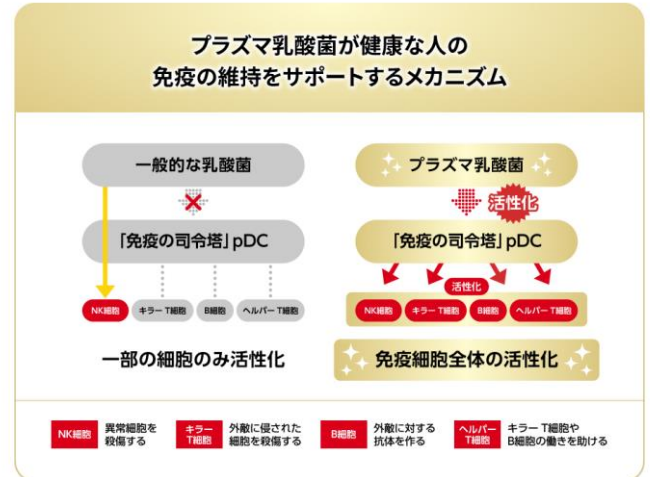 プラズマ乳酸菌が健康な人の
免疫の維持をサポートするメカニズム
一般的な乳酸菌
「免疫の司令塔」pDC
NK細胞
キラー T細胞
B細胞
ヘルパー T細胞
一部の細胞のみ活性化
プラズマ乳酸菌
活性化
「免疫の司令塔」pDC
活性化
NK細胞
キラー T細胞
B細胞
ヘルパー T細胞
免疫細胞全体の活性化
NK細胞
異常細胞を
殺傷する
キラー
T細胞
外敵に侵された
細胞を殺傷する
B細胞
外敵に対する
抗体を作る
ヘルパー
T細胞
キラー T細胞や
B細胞の働きを助ける